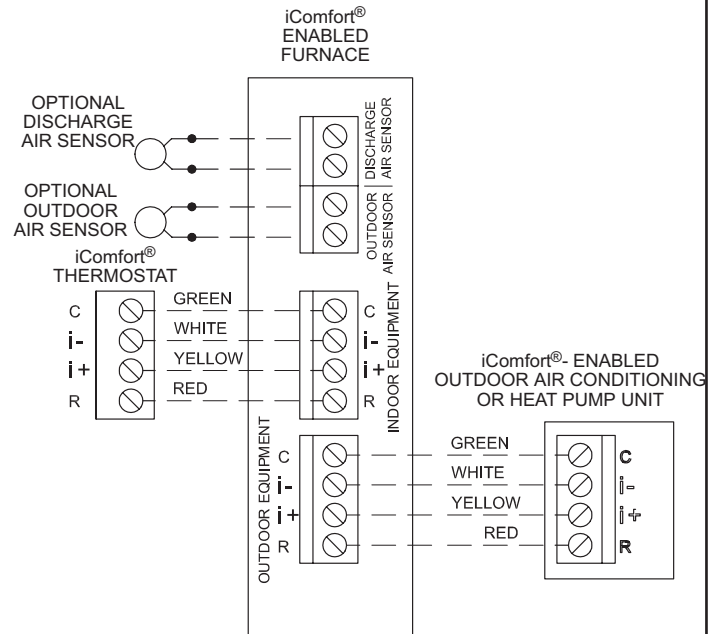 iComfort®
ENABLED
FURNACE
OPTIONAL
DISCHARGE
AIR SENSOR
DISCHARGE
AIR SENSOR
OPTIONAL
OUTDOOR
AIR SENSOR
OUTDOOR
AIR SENSOR
iComfort®
THERMOSTAT
C
GREEN
C
i-
WHITE
i-
i+
YELLOW
i+
R
RED
R
INDOOR EQUIPMENT
iComfort®- ENABLED
OUTDOOR AIR CONDITIONING
OR HEAT PUMP UNIT
OUTDOOR EQUIPMENT
C
GREEN
C
i-
WHITE
i-
i+
YELLOW
i+
R
RED
R